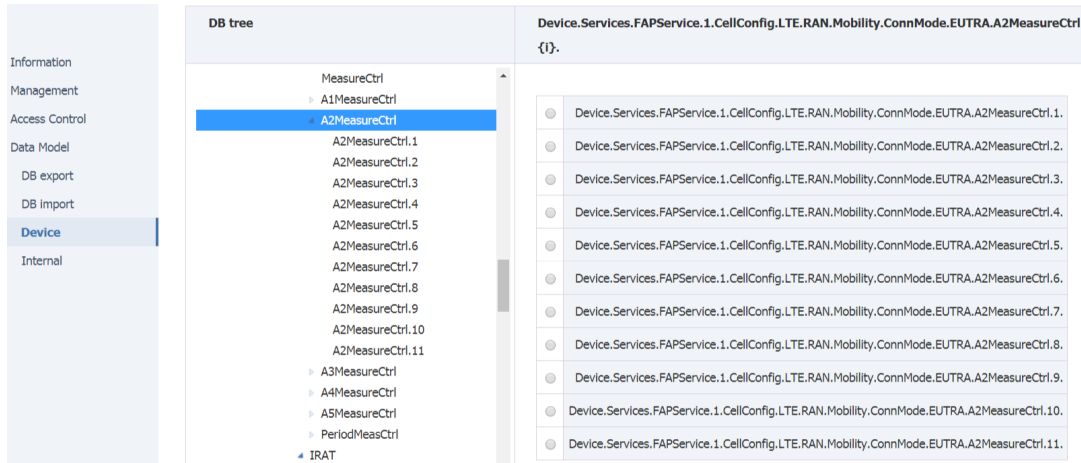 Information
Management
Access Control
Data Model
DB export
DB import
Device
Internal
DB tree
MeasureCtrl
A1MeasureCtrl
A2MeasureCtrl
A2MeasureCtrl.1
A2MeasureCtrl.2
A2MeasureCtrl.3
A2MeasureCtrl.4
A2MeasureCtrl.5
A2MeasureCtrl.6
A2MeasureCtrl.7
A2MeasureCtrl.8
A2MeasureCtrl.9
A2MeasureCtrl.10
A2MeasureCtrl.11
A3MeasureCtrl
A4MeasureCtrl
A5MeasureCtrl
PeriodMeasCtrl
IRAT
Device.Services.FAPService.1.CellConfig.LTE.RAN.Mobility.ConnMode.EUTRA.A2MeasureCtrl
{i}.
Device.Services.FAPService.1.CellConfig.LTE.RAN.Mobility.ConnMode.EUTRA.A2MeasureCtrl.1.
Device.Services.FAPService.1.CellConfig.LTE.RAN.Mobility.ConnMode.EUTRA.A2MeasureCtrl.2.
Device.Services.FAPService.1.CellConfig.LTE.RAN.Mobility.ConnMode.EUTRA.A2MeasureCtrl.3.
Device.Services.FAPService.1.CellConfig.LTE.RAN.Mobility.ConnMode.EUTRA.A2MeasureCtrl.4.
Device.Services.FAPService.1.CellConfig.LTE.RAN.Mobility.ConnMode.EUTRA.A2MeasureCtrl.5.
Device.Services.FAPService.1.CellConfig.LTE.RAN.Mobility.ConnMode.EUTRA.A2MeasureCtrl.6.
Device.Services.FAPService.1.CellConfig.LTE.RAN.Mobility.ConnMode.EUTRA.A2MeasureCtrl.7.
Device.Services.FAPService.1.CellConfig.LTE.RAN.Mobility.ConnMode.EUTRA.A2MeasureCtrl.8.
Device.Services.FAPService.1.CellConfig.LTE.RAN.Mobility.ConnMode.EUTRA.A2MeasureCtrl.9.
Device.Services.FAPService.1.CellConfig.LTE.RAN.Mobility.ConnMode.EUTRA.A2MeasureCtrl.10.
Device.Services.FAPService.1.CellConfig.LTE.RAN.Mobility.ConnMode.EUTRA.A2MeasureCtrl.11.